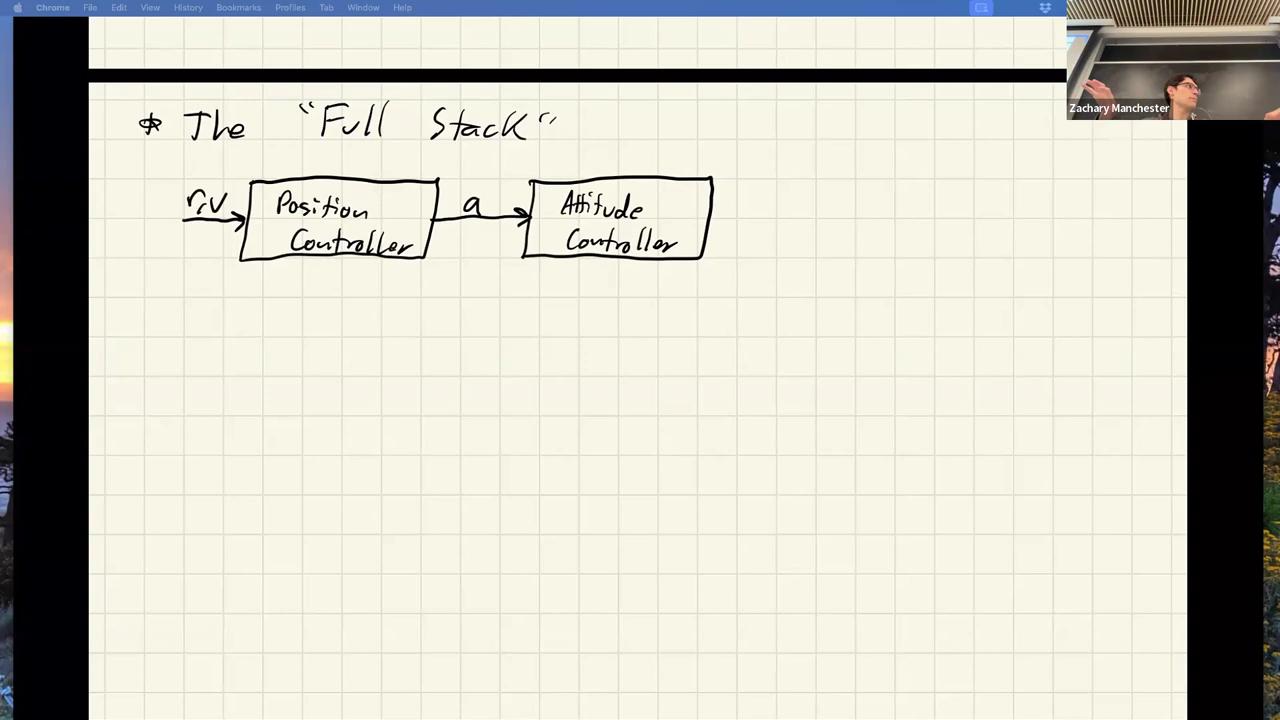 Chrome File Edit View History Bookmarks Profiles Tab Window Help
Zachary Manchester
* The "Full Stack"
r,v
Position Controller
a
Attitude Controller